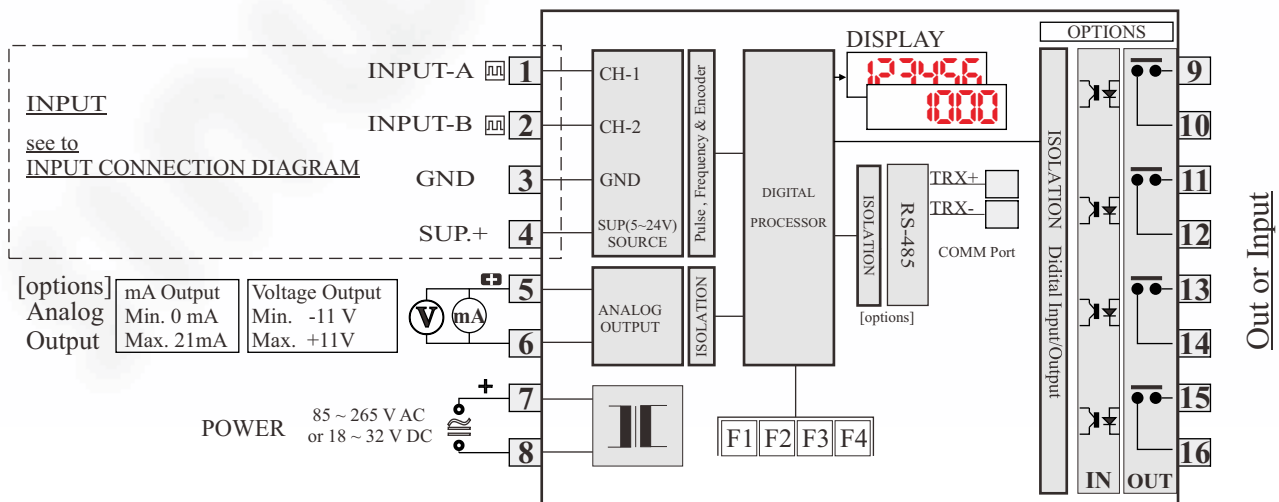 OPTIONS
DISPLAY
123456
1000
INPUT
see to
INPUT CONNECTION DIAGRAM
INPUT-A 1 CH-1
INPUT-B 2 CH-2
GND 3 GND
SUP.+ 4 SUP(5~24V)
SOURCE
Pulse , Frequency & Encoder
DIGITAL
PROCESSOR
ISOLATION
RS-485
TRX+
TRX-
COMM Port
[options]
[options]
Analog
Output
mA Output
Min. 0 mA
Max. 21mA
Voltage Output
Min. -11 V
Max. +11V
V
mA
5
6
ANALOG
OUTPUT
ISOLATION
POWER
85 ~ 265 V AC
or 18 ~ 32 V DC
+
7
8
F1 F2 F3 F4
ISOLATION Didital Input/Output
IN OUT
9
10
11
12
13
14
15
16
Out or Input